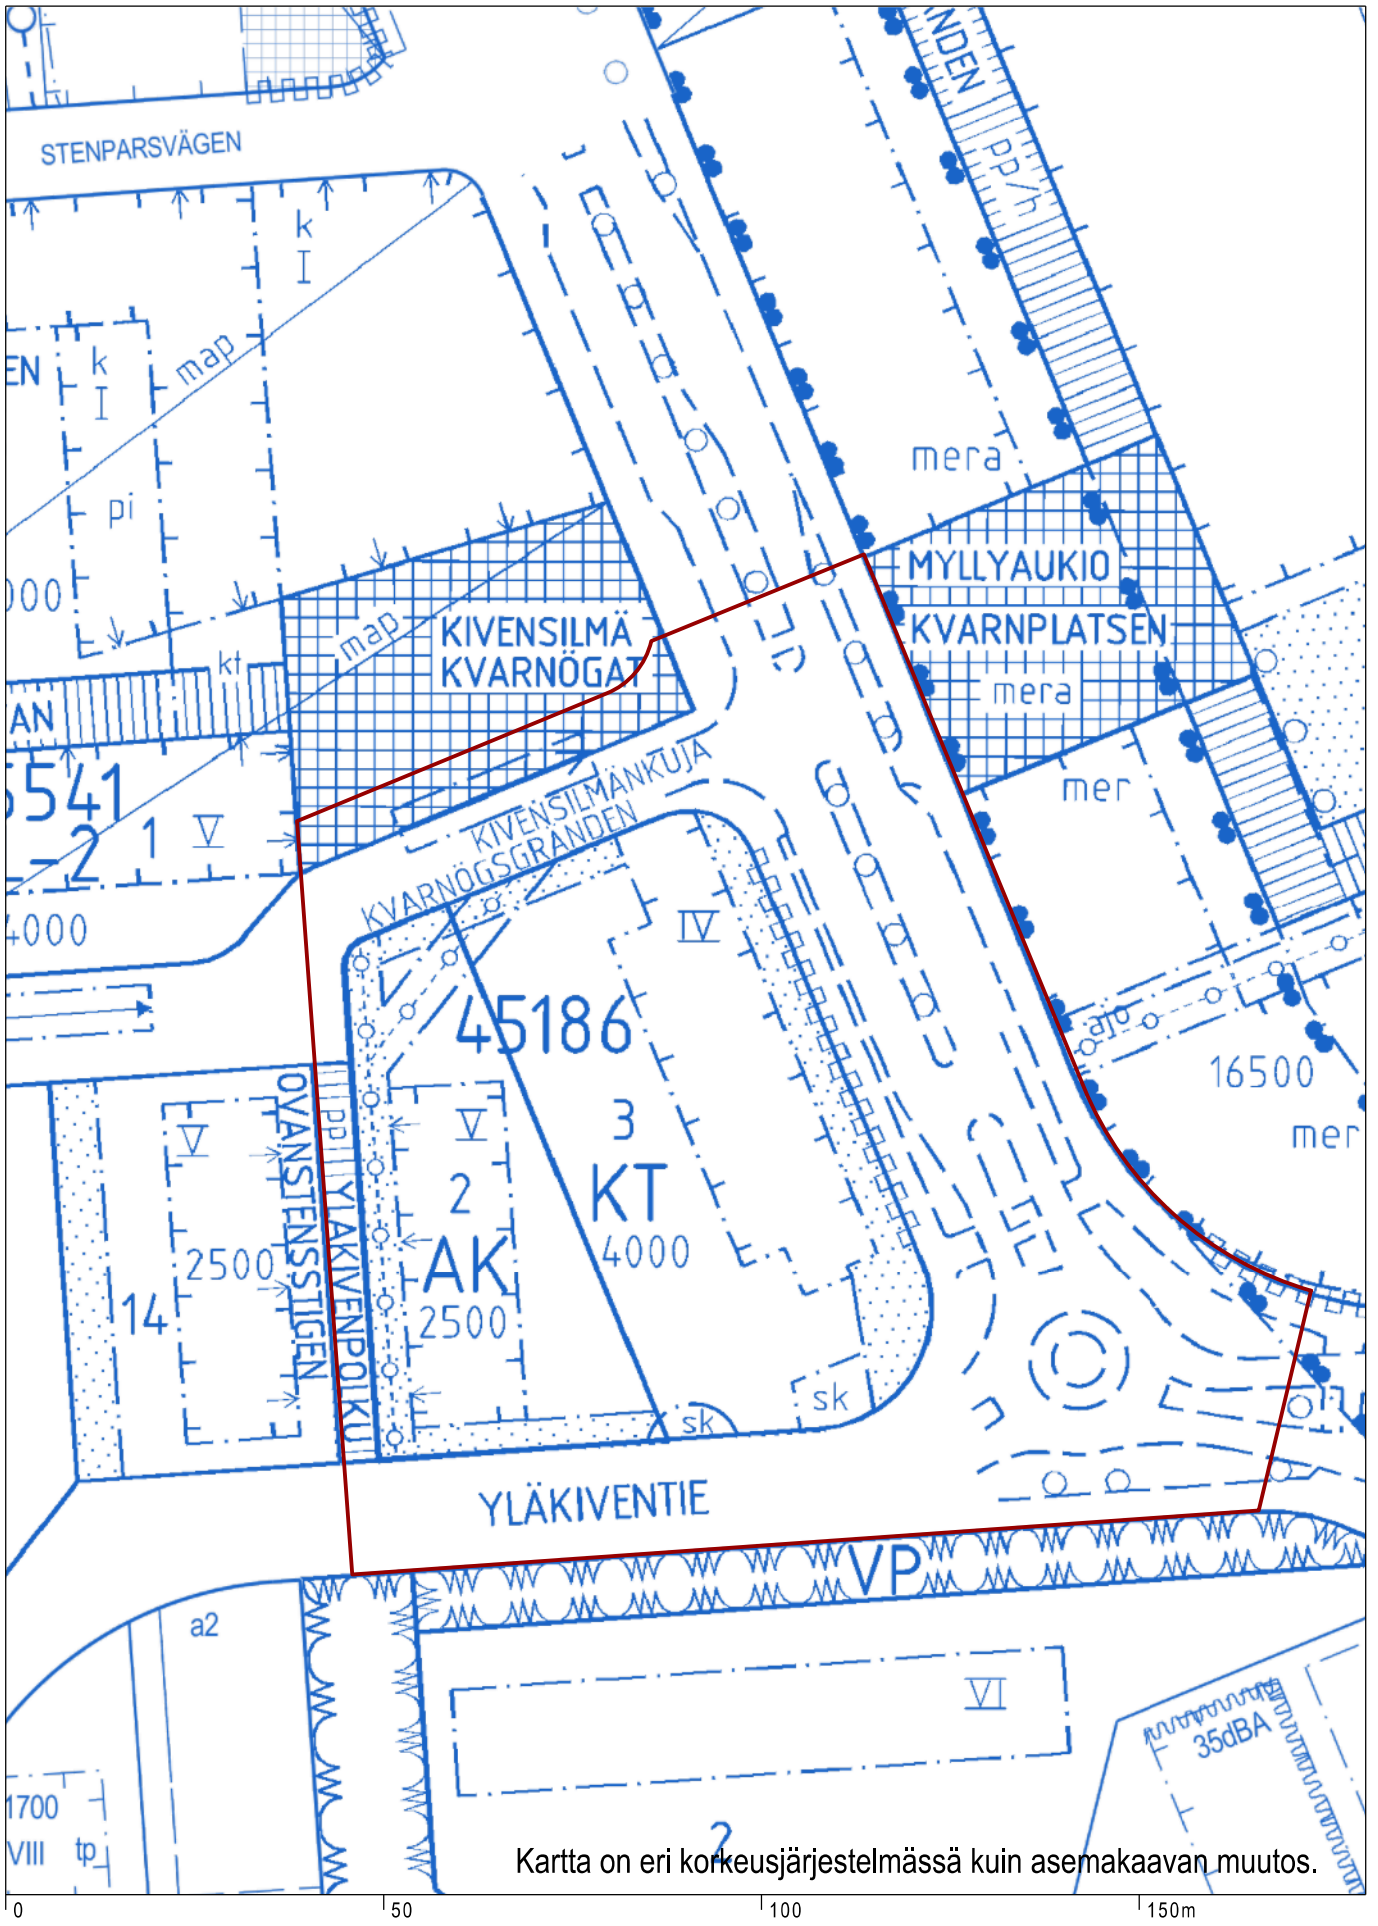 NDEN
STENPARSVÄGEN
pp/h
k
I
map
EN
k
I
mera
pi
MYLLYAUKIO
KVARNPLATSEN
mera
000
KIVENSILMÄ
KVARNÖGAT
map
kt
AN
5541
-2 1 V
mer
KIVENSILMÄNKUJA
KVARNÖGSGRÄNDEN
4000
IV
45186
ajo
16500
3
V
V
pp
mer
OVANSTENSSTIGEN
YLÄKIVENPOLKU
2
KT
4000
AK
2500
2500
14
sk
sk
YLÄKIVENTIE
VP
a2
VI
35dBA
1700
VIII
tp
2
Kartta on eri korkeusjärjestelmässä kuin asemakaavan muutos.
0 50 100 150m